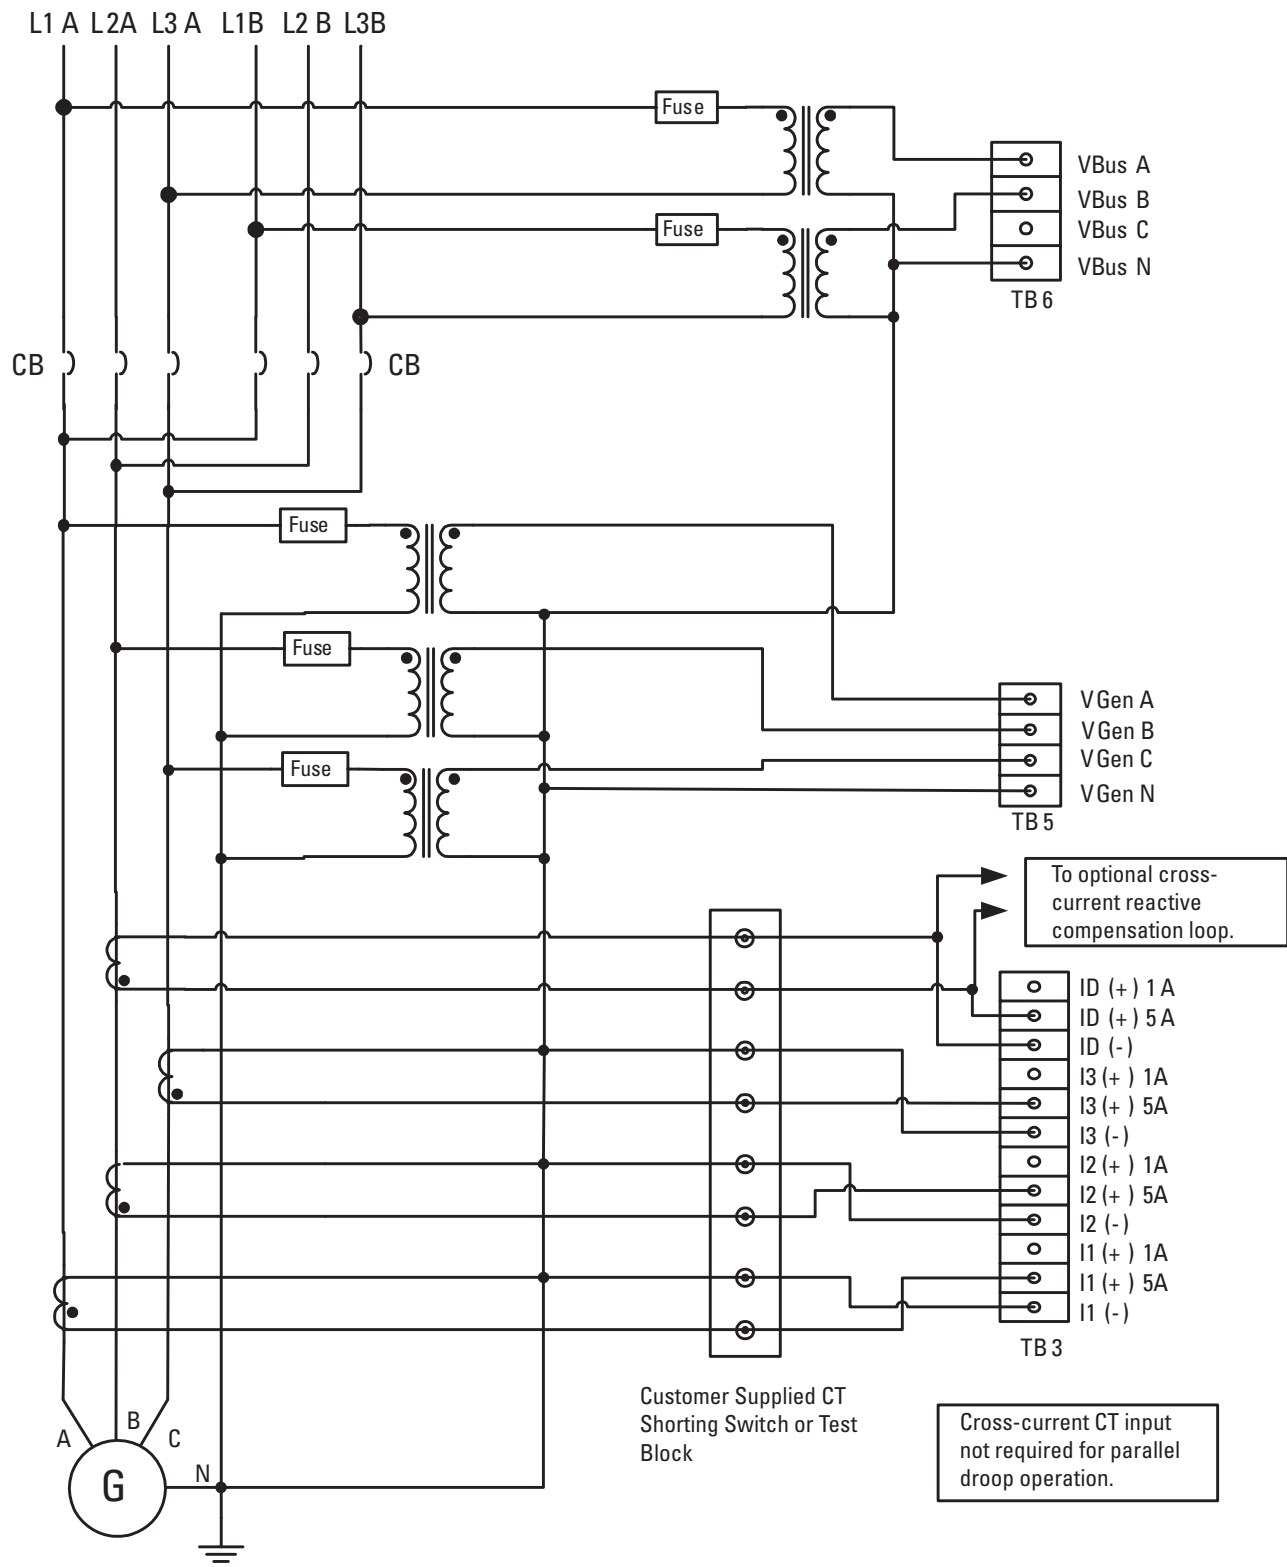 L1 A L2A L3 A L1B L2 B L3B
Fuse
VBus A
VBus B
Fuse
VBus C
VBus N
TB 6
CB
CB
Fuse
Fuse
VGen A
VGen B
Fuse
VGen C
VGen N
TB 5
To optional cross-
current reactive
compensation loop.
ID (+ ) 1 A
ID (+ ) 5 A
ID (-)
I3 (+ ) 1A
I3 (+ ) 5A
I3 (-)
I2 (+ ) 1A
I2 (+ ) 5A
I2 (-)
I1 (+ ) 1A
I1 (+ ) 5A
I1 (-)
TB 3
Customer Supplied CT
Shorting Switch or Test
Block
Cross-current CT input
not required for parallel
droop operation.
A
B
C
G
N